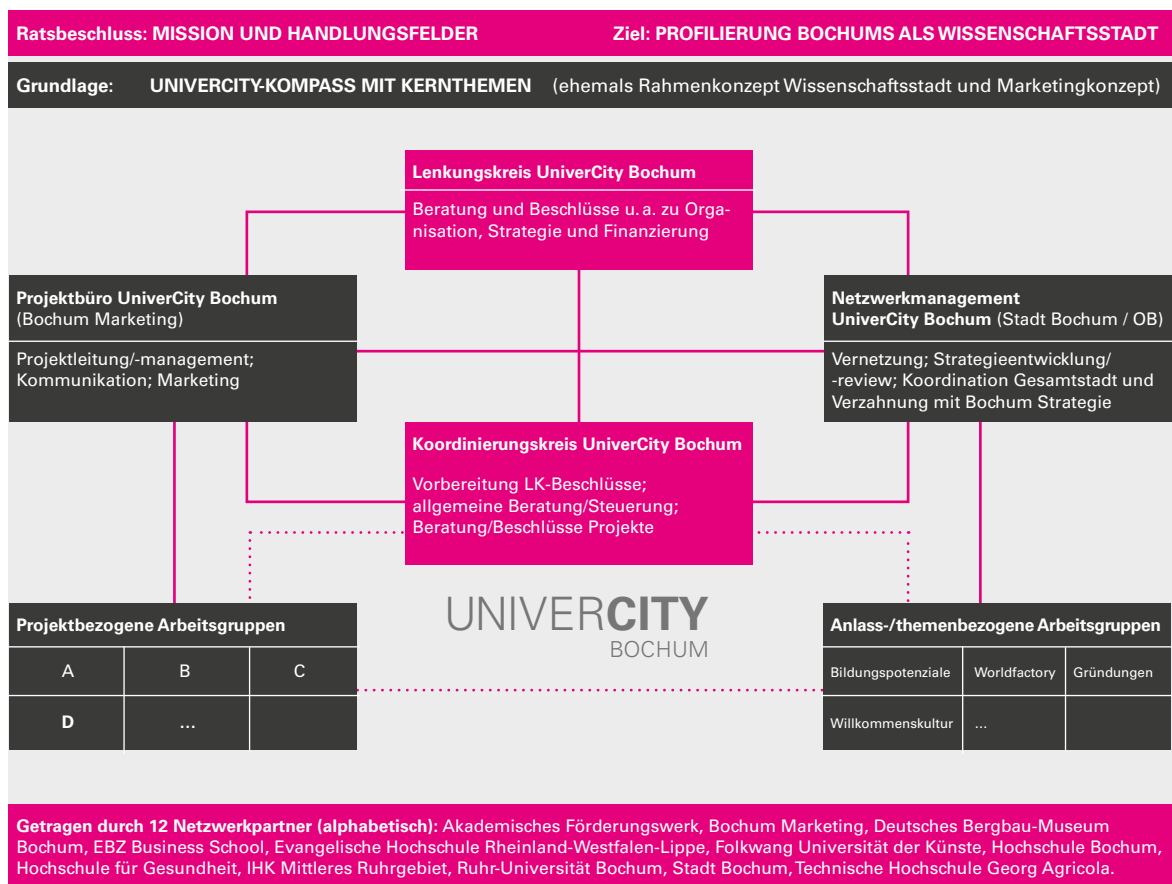 Ratsbeschluss: MISSION UND HANDLUNGSFELDER Ziel: PROFILIERUNG BOCHUMS ALS WISSENSCHAFTSSTADT
Grundlage: UNIVERCITY-KOMPASS MIT KERNTHEMEN (ehemals Rahmenkonzept Wissenschaftsstadt und Marketingkonzept)
Lenkungskreis UniverCity Bochum
Beratung und Beschlüsse u. a. zu Orga-
nisation, Strategie und Finanzierung
Projektbüro UniverCity Bochum
(Bochum Marketing)
Projektleitung/-management;
Kommunikation; Marketing
Netzwerkmanagement
UniverCity Bochum (Stadt Bochum / OB)
Vernetzung; Strategieentwicklung/
-review; Koordination Gesamtstadt und
Verzahnung mit Bochum Strategie
Koordinierungskreis UniverCity Bochum
Vorbereitung LK-Beschlüsse;
allgemeine Beratung/Steuerung;
Beratung/Beschlüsse Projekte
UNIVERCITY
BOCHUM
Projektbezogene Arbeitsgruppen
A B C
D ...
Anlass-/themenbezogene Arbeitsgruppen
Bildungspotenziale Worldfactory Gründungen
Willkommenskultur ...
Getragen durch 12 Netzwerkpartner (alphabetisch): Akademisches Förderungswerk, Bochum Marketing, Deutsches Bergbau-Museum
Bochum, EBZ Business School, Evangelische Hochschule Rheinland-Westfalen-Lippe, Folkwang Universität der Künste, Hochschule Bochum,
Hochschule für Gesundheit, IHK Mittleres Ruhrgebiet, Ruhr-Universität Bochum, Stadt Bochum, Technische Hochschule Georg Agricola.